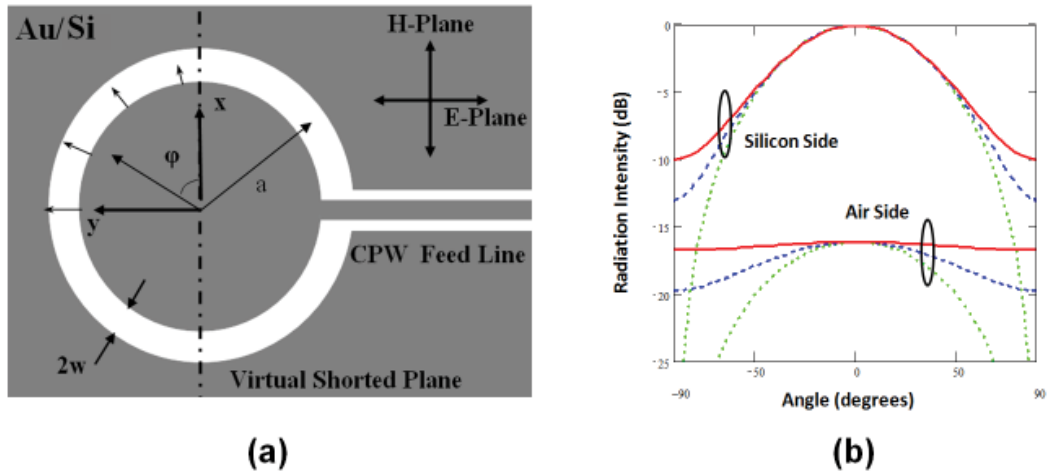 Au/Si
H-Plane
E-Plane
x
φ
a
y
CPW Feed Line
2w
Virtual Shorted Plane
(a)
Radiation Intensity (dB)
0
-5
-10
-15
-20
-25
Silicon Side
Air Side
-90
-50
0
50
90
Angle (degrees)
(b)